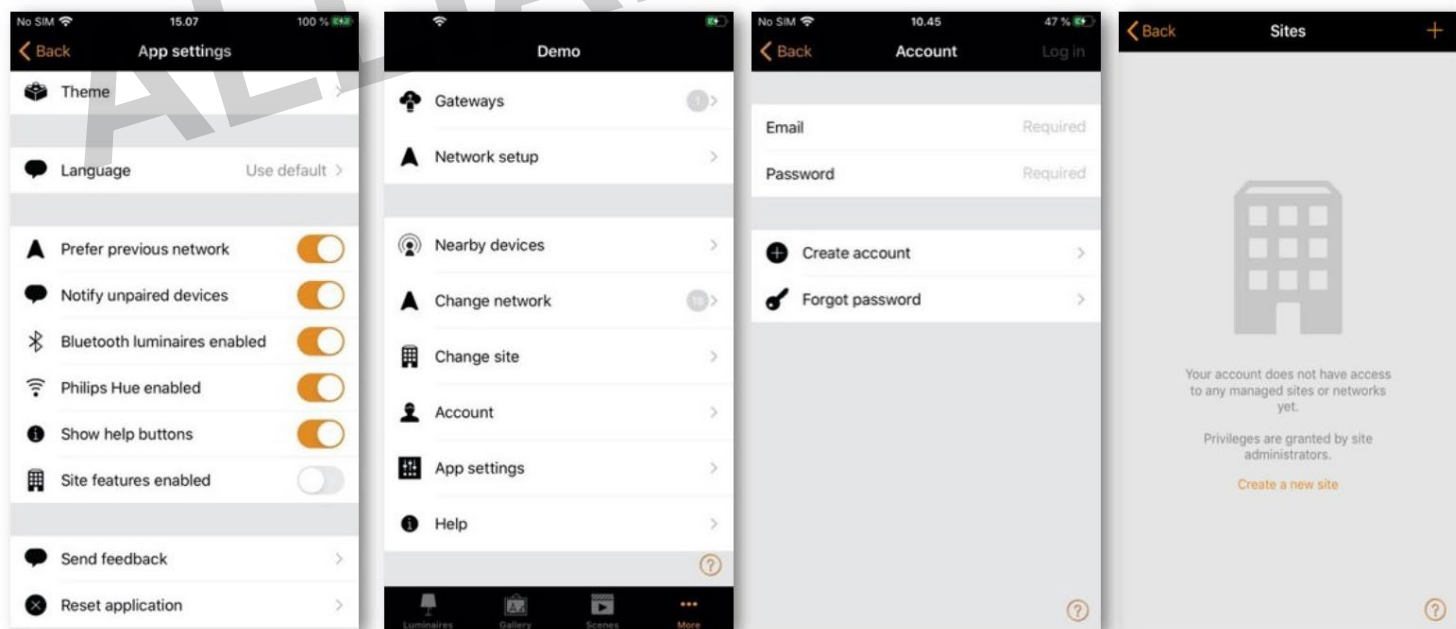 No SIM 15.07 100 %
Back App settings
Theme
Language Use default
Prefer previous network
Notify unpaired devices
Bluetooth luminaires enabled
Philips Hue enabled
Show help buttons
Site features enabled
Send feedback
Reset application
Demo
Gateways 1
Network setup
Nearby devices
Change network
Change site
Account
App settings
Help
?
Luminaires Gallery Scenes More
No SIM 10.45 47 %
Back Account Log in
Email Required
Password Required
Create account
Forgot password
?
Back Sites +
Your account does not have access
to any managed sites or networks
yet.
Privileges are granted by site
administrators.
Create a new site
?